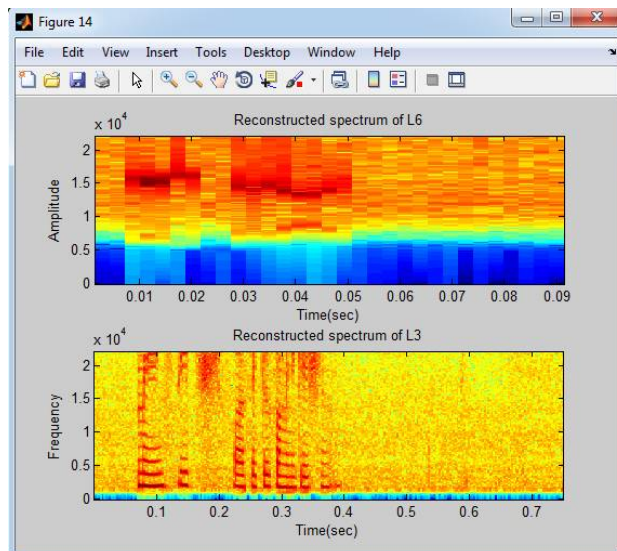 Figure 14
File Edit View Insert Tools Desktop Window Help
Reconstructed spectrum of L6
x 10^4
2
1.5
1
0.5
0
Amplitude
0.01 0.02 0.03 0.04 0.05 0.06 0.07 0.08 0.09
Time(sec)
Reconstructed spectrum of L3
x 10^4
2
1.5
1
0.5
0
Frequency
0.1 0.2 0.3 0.4 0.5 0.6 0.7
Time(sec)